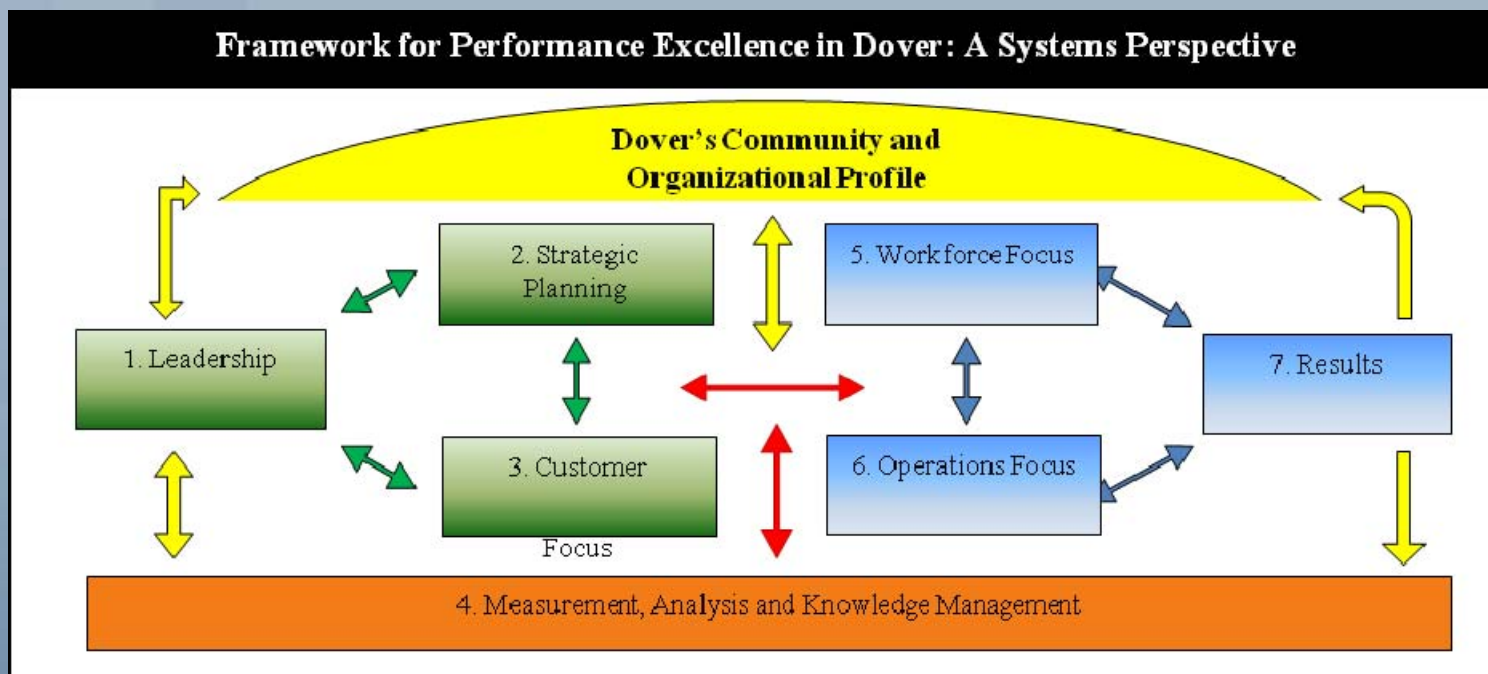 Framework for Performance Excellence in Dover: A Systems Perspective
Dover's Community and
Organizational Profile
2. Strategic
Planning
5. Workforce Focus
1. Leadership
7. Results
3. Customer
Focus
6. Operations Focus
4. Measurement, Analysis and Knowledge Management